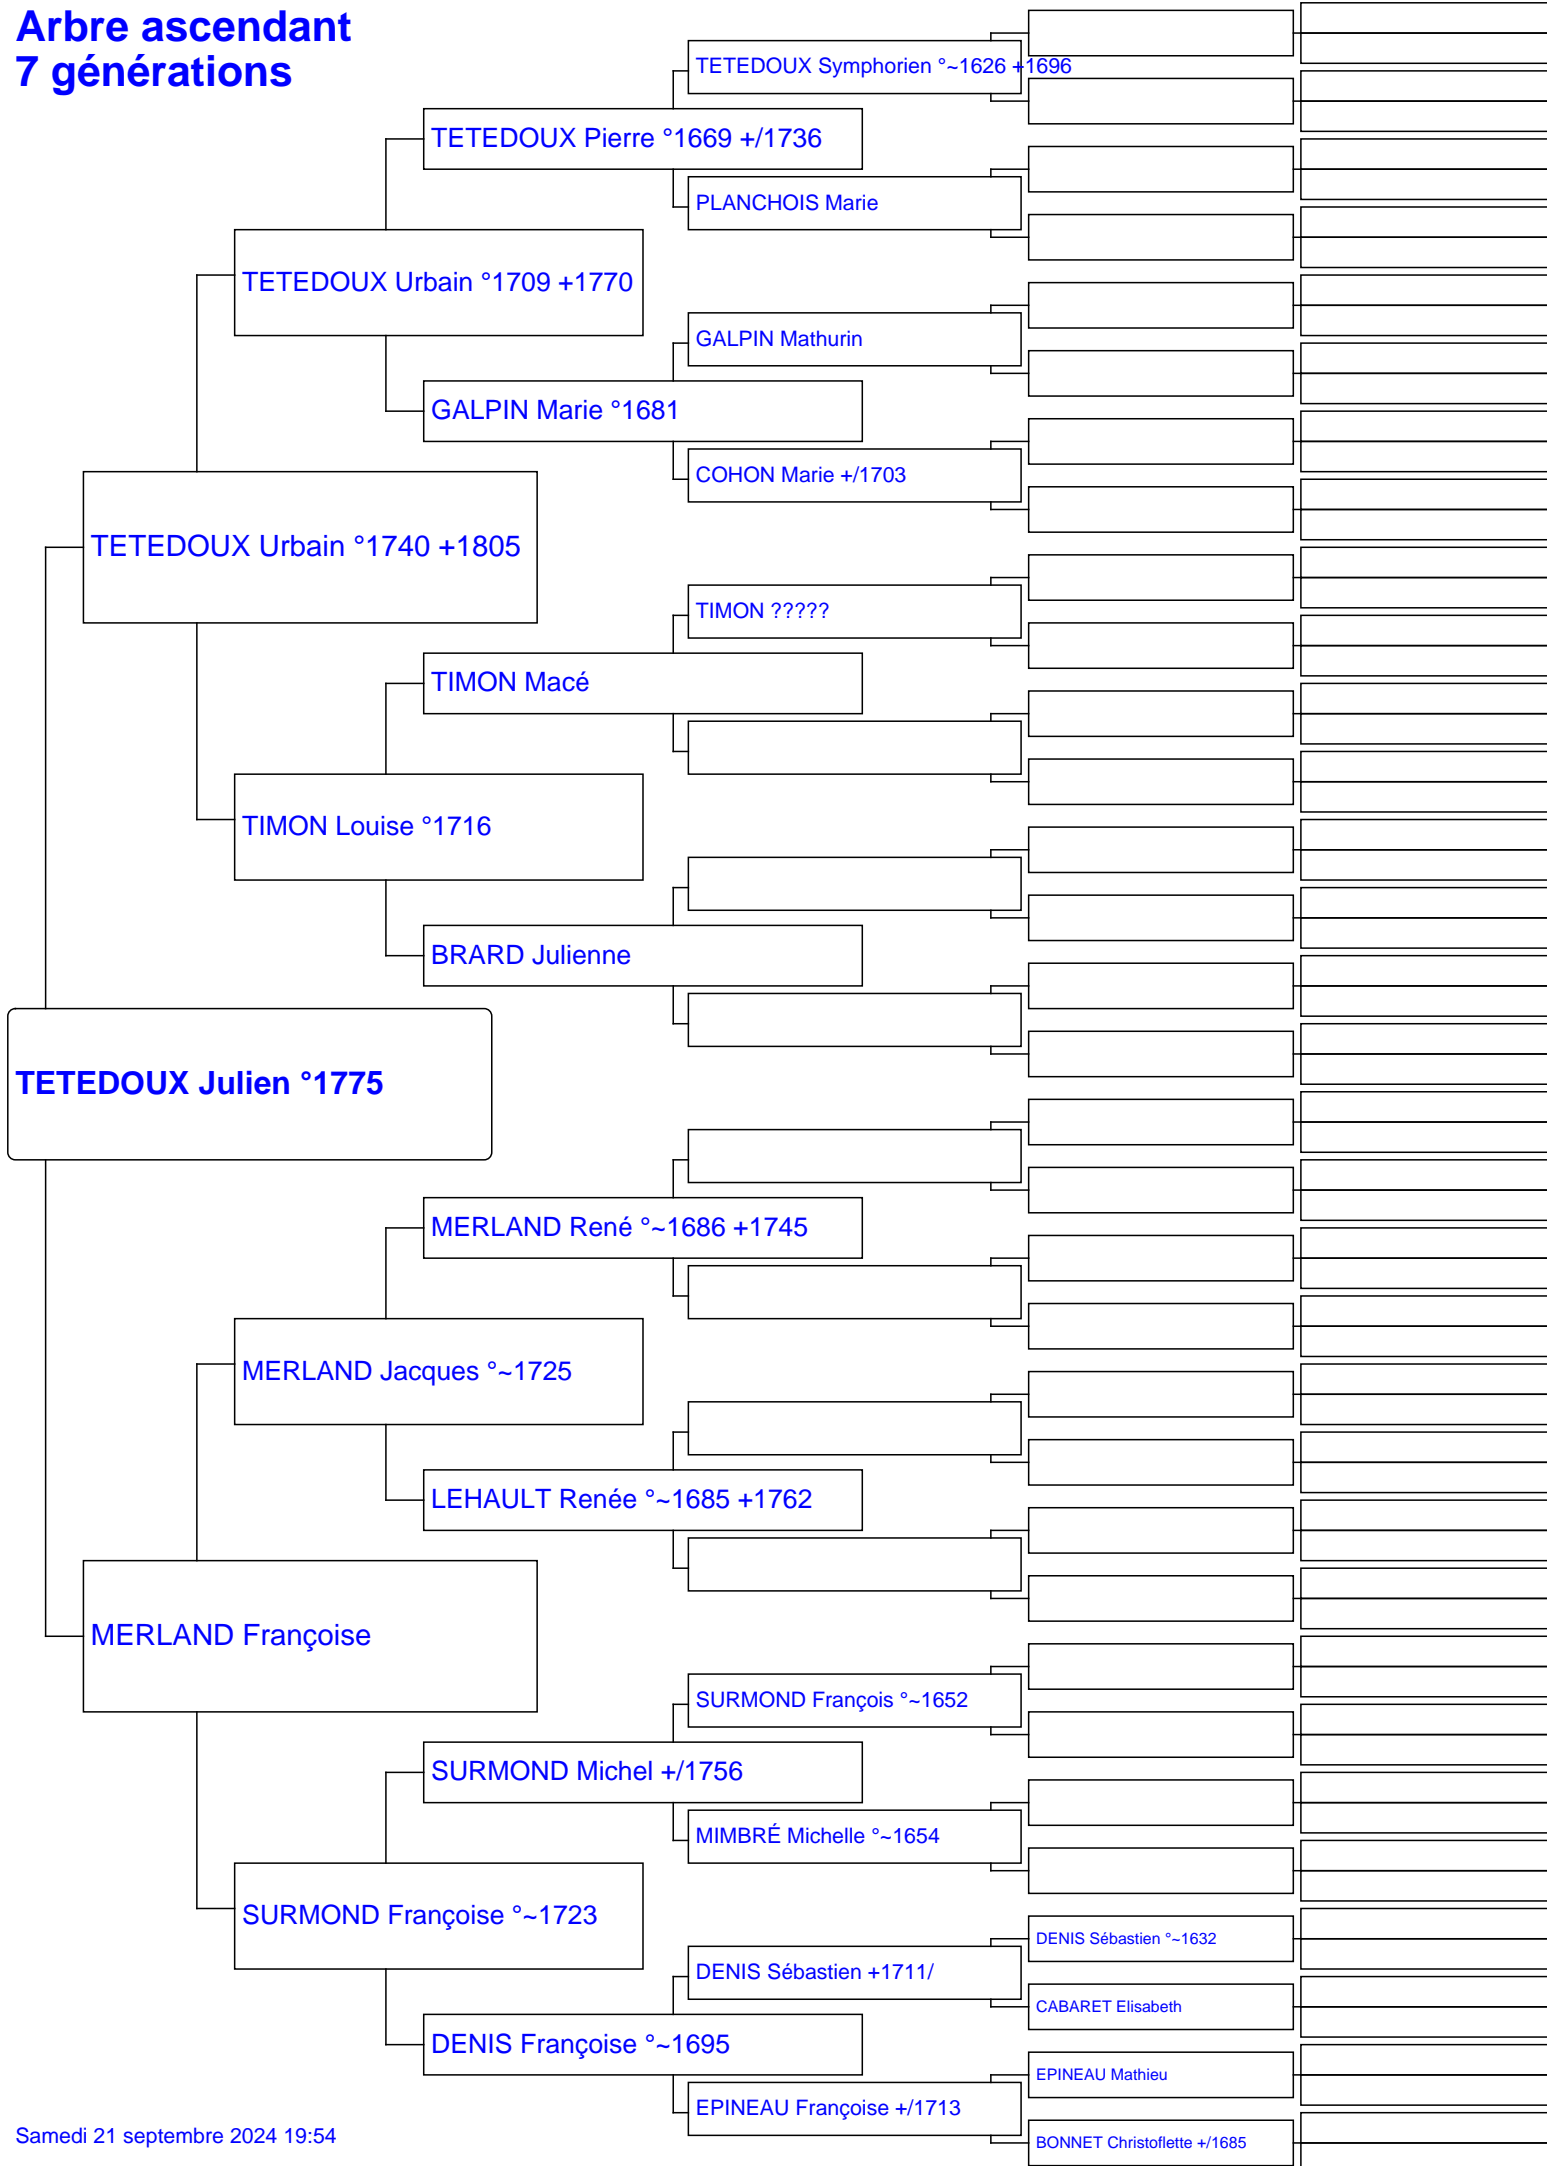 Arbre ascendant
7 générations
TETEDOUX Symphorien °~1626 +1696
TETEDOUX Pierre °1669 +/1736
PLANCHOIS Marie
TETEDOUX Urbain °1709 +1770
GALPIN Mathurin
GALPIN Marie °1681
COHON Marie +/1703
TETEDOUX Urbain °1740 +1805
TIMON ?????
TIMON Macé
TIMON Louise °1716
BRARD Julienne
TETEDOUX Julien °1775
MERLAND René °~1686 +1745
MERLAND Jacques °~1725
LEHAULT Renée °~1685 +1762
MERLAND Françoise
SURMOND François °~1652
SURMOND Michel +/1756
MIMBRÉ Michelle °~1654
SURMOND Françoise °~1723
DENIS Sébastien °~1632
DENIS Sébastien +1711/
CABARET Elisabeth
DENIS Françoise °~1695
EPINEAU Mathieu
EPINEAU Françoise +/1713
BONNET Christoflette +/1685
Samedi 21 septembre 2024 19:54